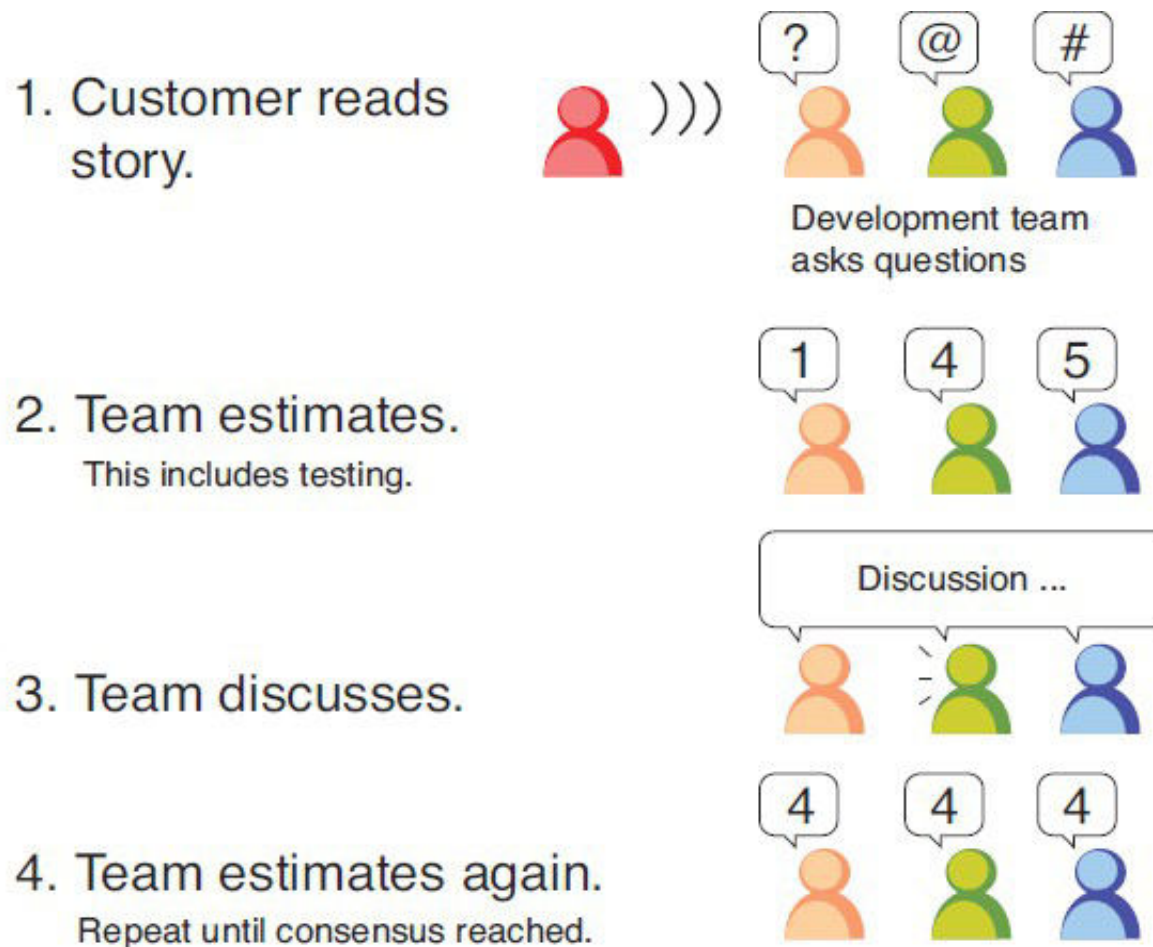 1. Customer reads
story.
? @ #
Development team
asks questions
2. Team estimates.
This includes testing.
1 4 5
3. Team discusses.
Discussion ...
4. Team estimates again.
Repeat until consensus reached.
4 4 4